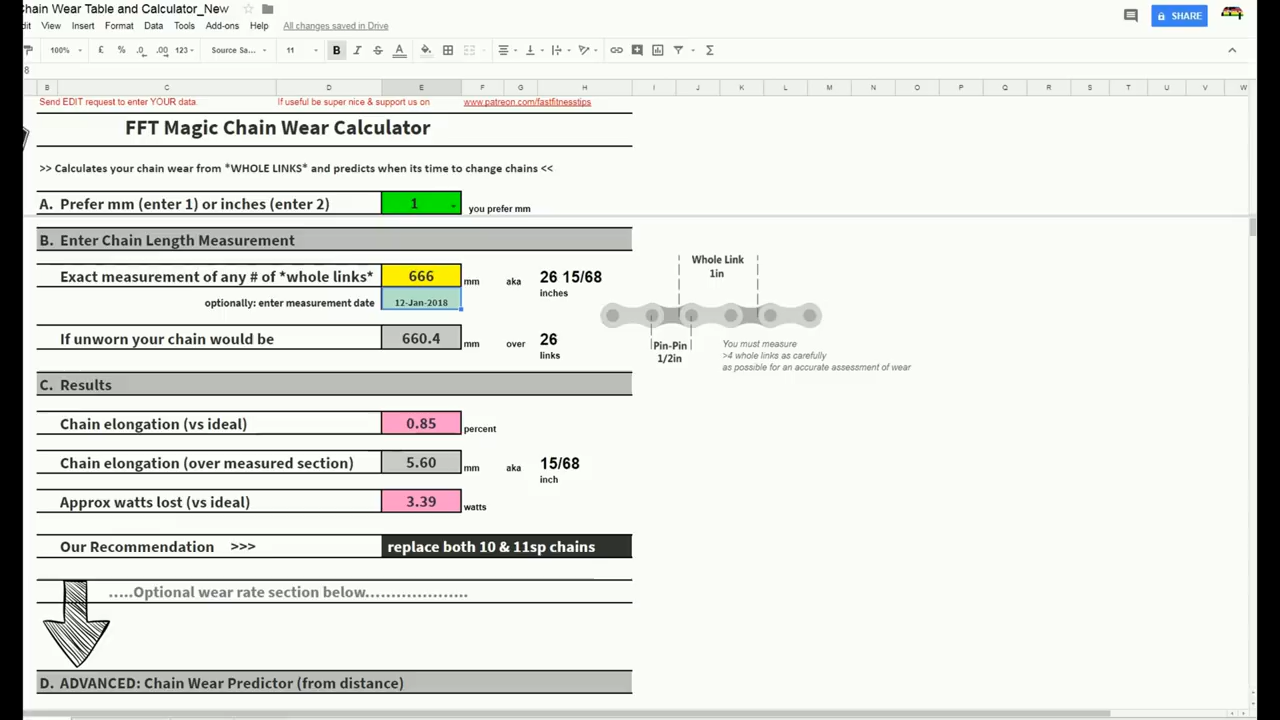 Chain Wear Table and Calculator_New
View Insert Format Data Tools Add-ons Help All changes saved in Drive
SHARE
100% £ % .0 .00 123 Source Sa... 11 B I S A Σ
B C D E F G H I J K L M N O P Q R S T U V W
Send EDIT request to enter YOUR data. If useful be super nice & support us on www.patreon.com/fastfitnesstips
FFT Magic Chain Wear Calculator
>> Calculates your chain wear from *WHOLE LINKS* and predicts when its time to change chains <<
A. Prefer mm (enter 1) or inches (enter 2) 1 you prefer mm
B. Enter Chain Length Measurement
Whole Link
1in
Exact measurement of any # of *whole links* 666 mm aka 26 15/68
inches
optionally: enter measurement date 12-Jan-2018
If unworn your chain would be 660.4 mm over 26
links
Pin-Pin
1/2in
You must measure
>4 whole links as carefully
as possible for an accurate assessment of wear
C. Results
Chain elongation (vs ideal) 0.85 percent
Chain elongation (over measured section) 5.60 mm aka 15/68
inch
Approx watts lost (vs ideal) 3.39 watts
Our Recommendation >>> replace both 10 & 11sp chains
.....Optional wear rate section below....................
D. ADVANCED: Chain Wear Predictor (from distance)